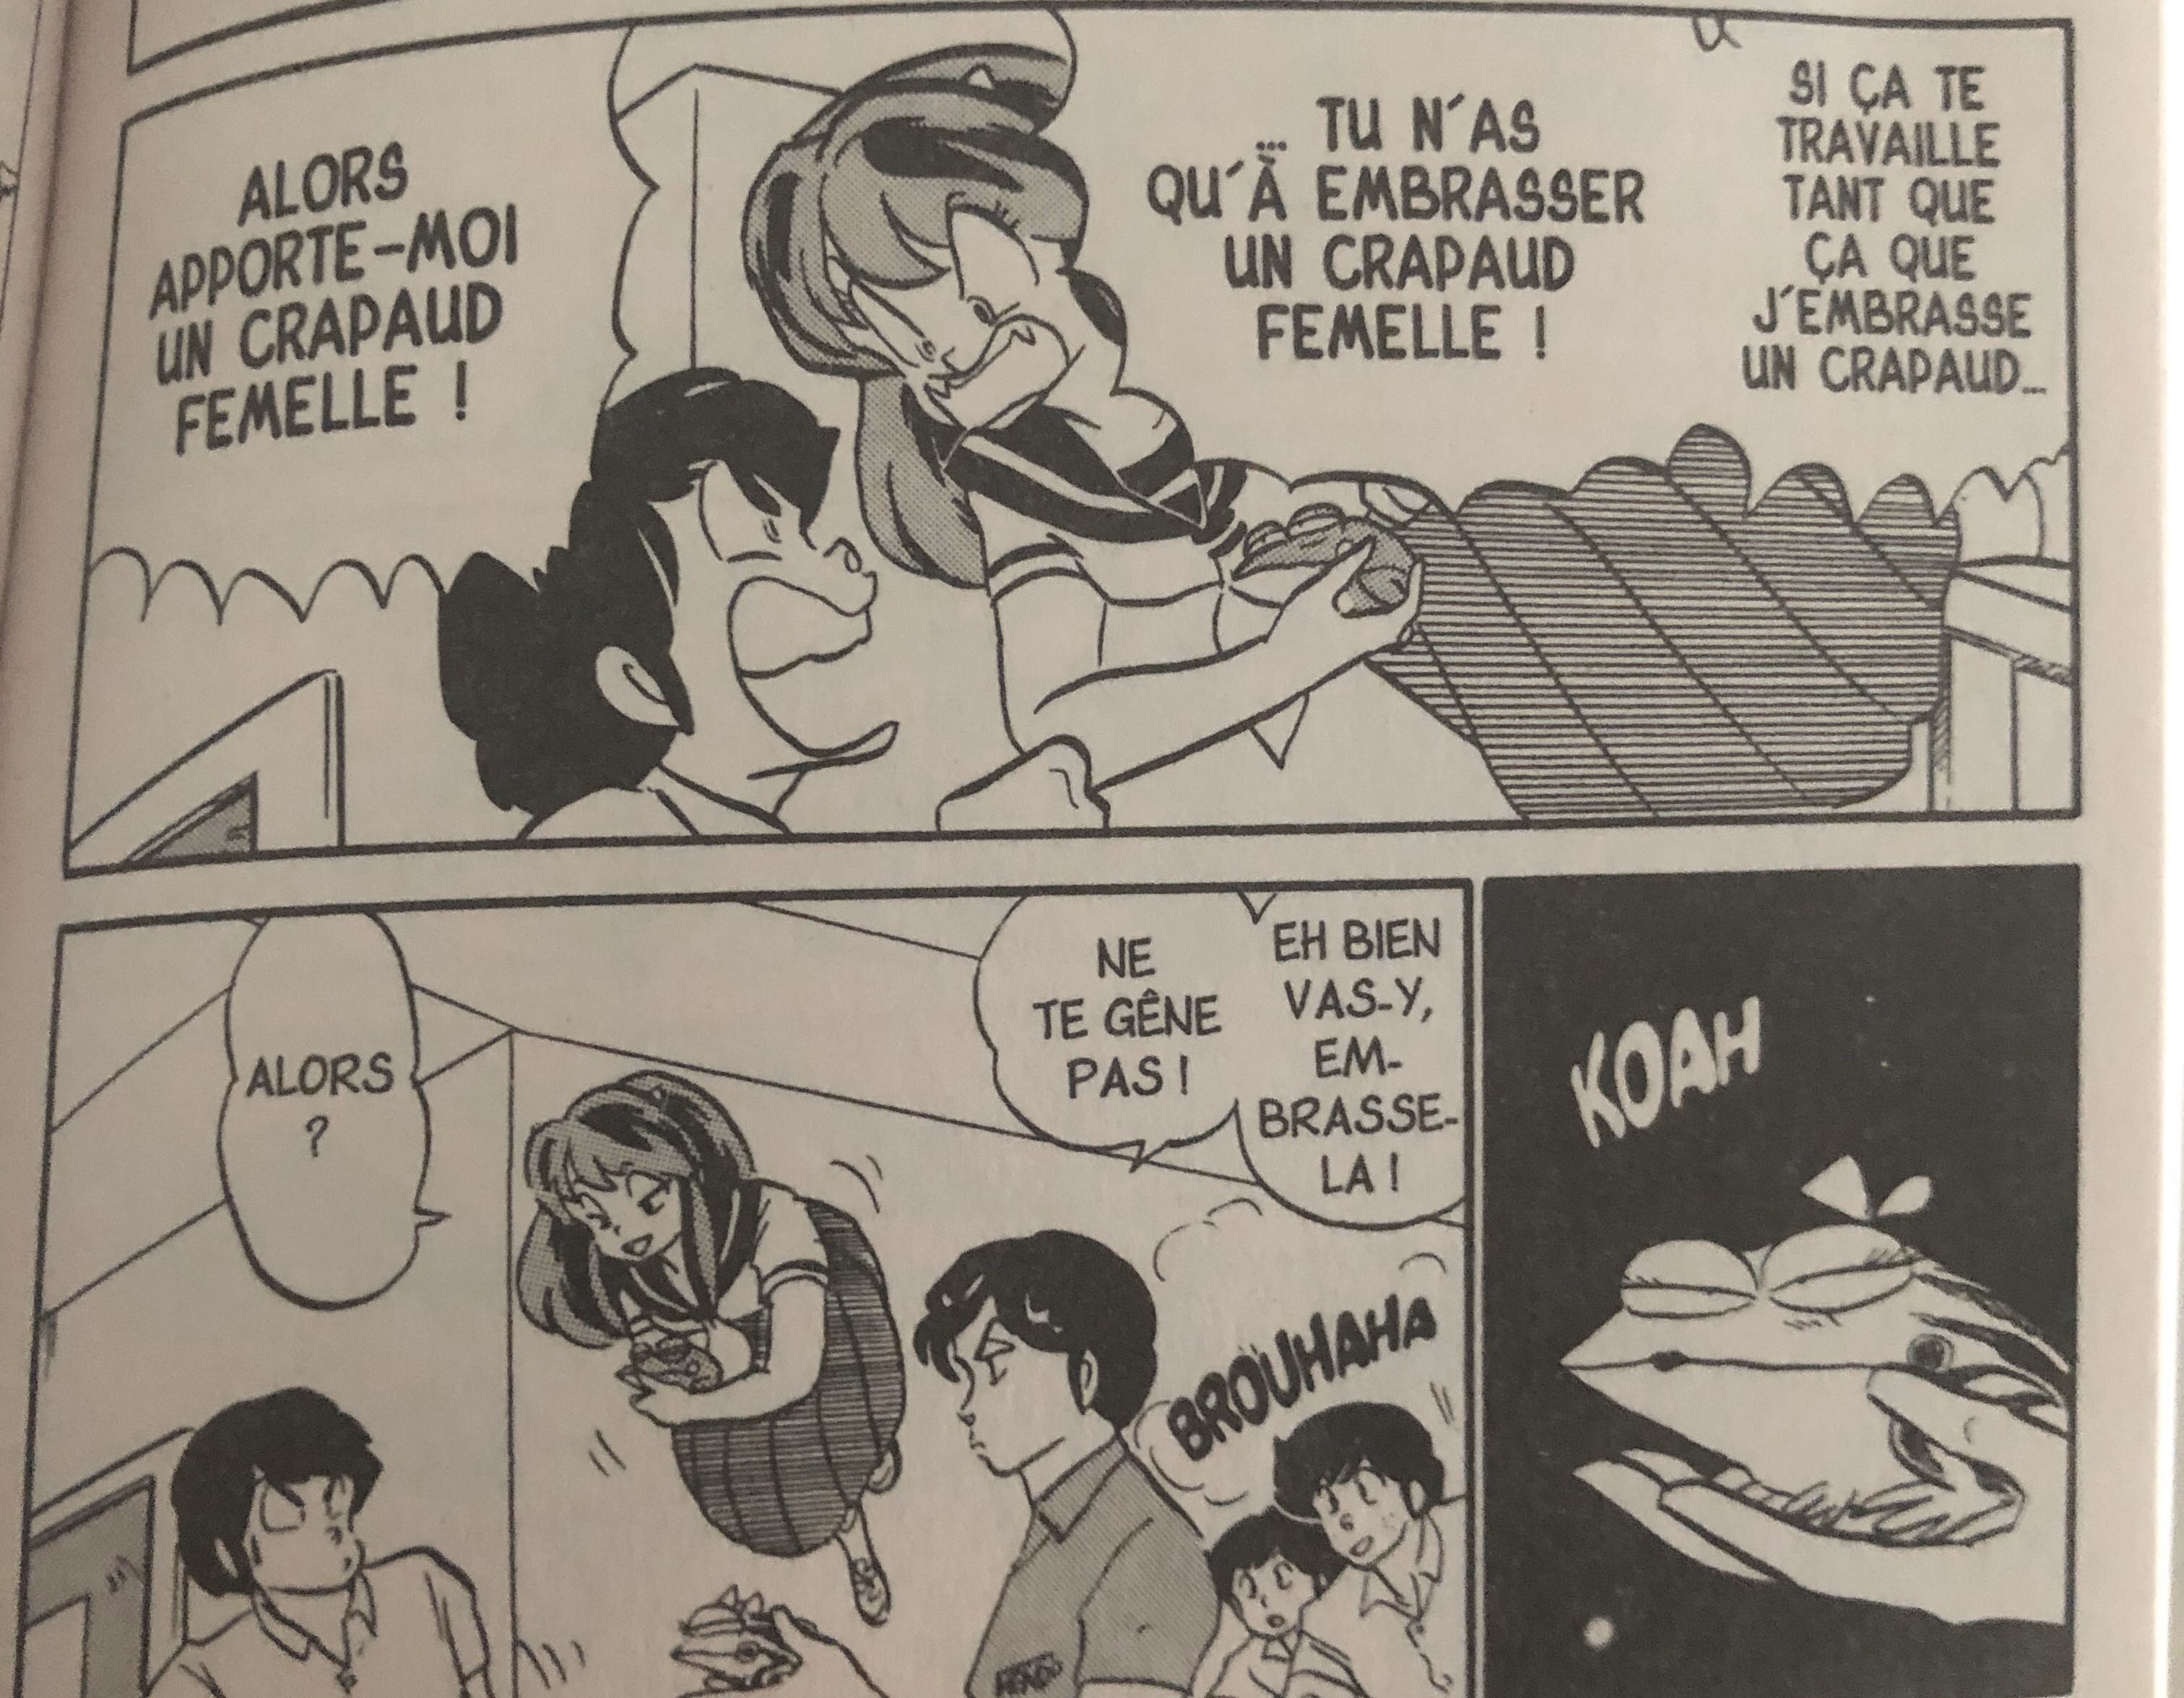 SI ÇA TE
TRAVAILLE
TANT QUE
ÇA QUE
J'EMBRASSE
UN CRAPAUD...
... TU N'AS
QU'À EMBRASSER
UN CRAPAUD
FEMELLE !
ALORS
APPORTE-MOI
UN CRAPAUD
FEMELLE !
KOAH
EH BIEN
VAS-Y,
EM-
BRASSE-
LA !
NE
TE GÊNE
PAS !
BROUHAHA
ALORS
?